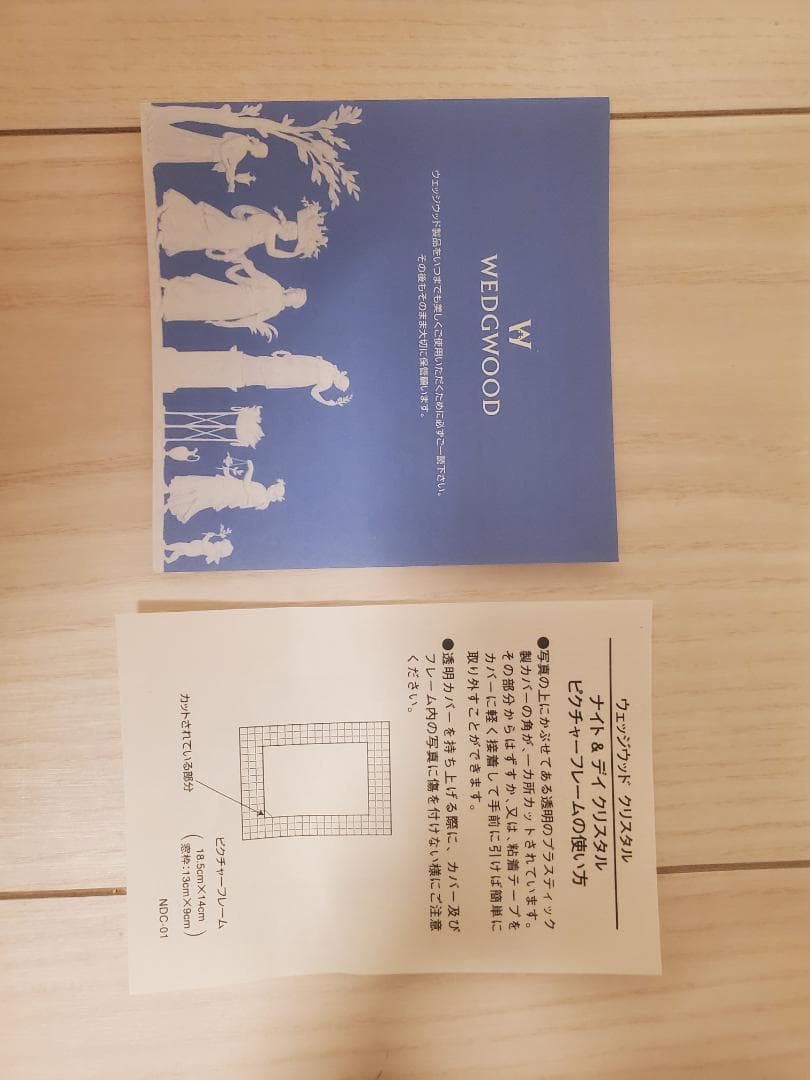 W
WEDGWOOD
ウェッジウッド製品をいつまでも美しくご使用いただくために必ずご一読下さい。
その後もそのまま大切に保管願います。
ウェッジウッド クリスタル
ナイト & デイ クリスタル
ピクチャーフレームの使い方
●写真の上にかぶせてある透明のプラスティック
製カバーの角が、一カ所カットされています。
その部分からはずすか、又は、粘着テープを
カバーに軽く接着して手前に引けば簡単に
取り外すことができます。
●透明カバーを持ち上げる際に、カバー及び
フレーム内の写真に傷を付けない様にご注意
ください。
カットされている部分
ピクチャーフレーム
18.5cm×14cm
(窓枠:13cm×9cm)
NDC-01